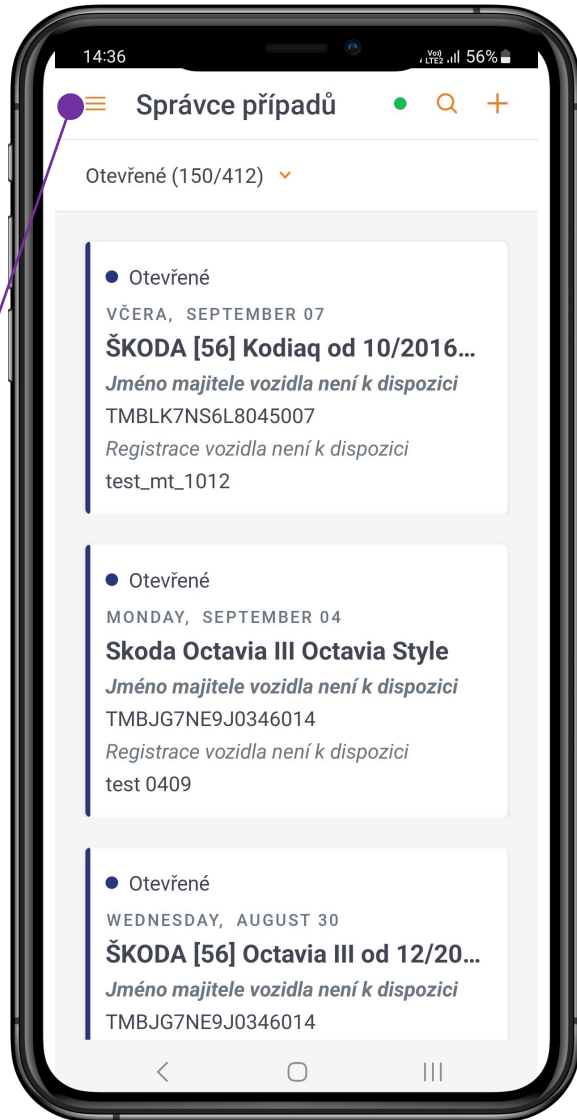 14:36
Vo)) LTE2 56%
Správce případů
Otevřené (150/412)
Otevřené
VČERA, SEPTEMBER 07
ŠKODA [56] Kodiaq od 10/2016...
Jméno majitele vozidla není k dispozici
TMBLK7NS6L8045007
Registrace vozidla není k dispozici
test_mt_1012
Otevřené
MONDAY, SEPTEMBER 04
Skoda Octavia III Octavia Style
Jméno majitele vozidla není k dispozici
TMBJG7NE9J0346014
Registrace vozidla není k dispozici
test 0409
Otevřené
WEDNESDAY, AUGUST 30
ŠKODA [56] Octavia III od 12/20...
Jméno majitele vozidla není k dispozici
TMBJG7NE9J0346014